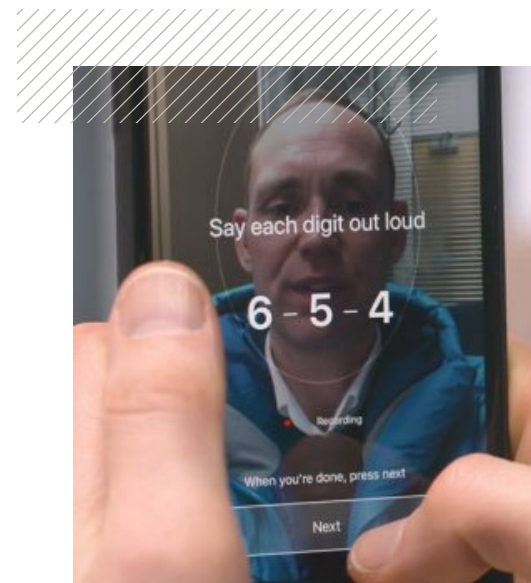 Say each digit out loud
6 - 5 - 4
Recording
When you're done, press next
Next